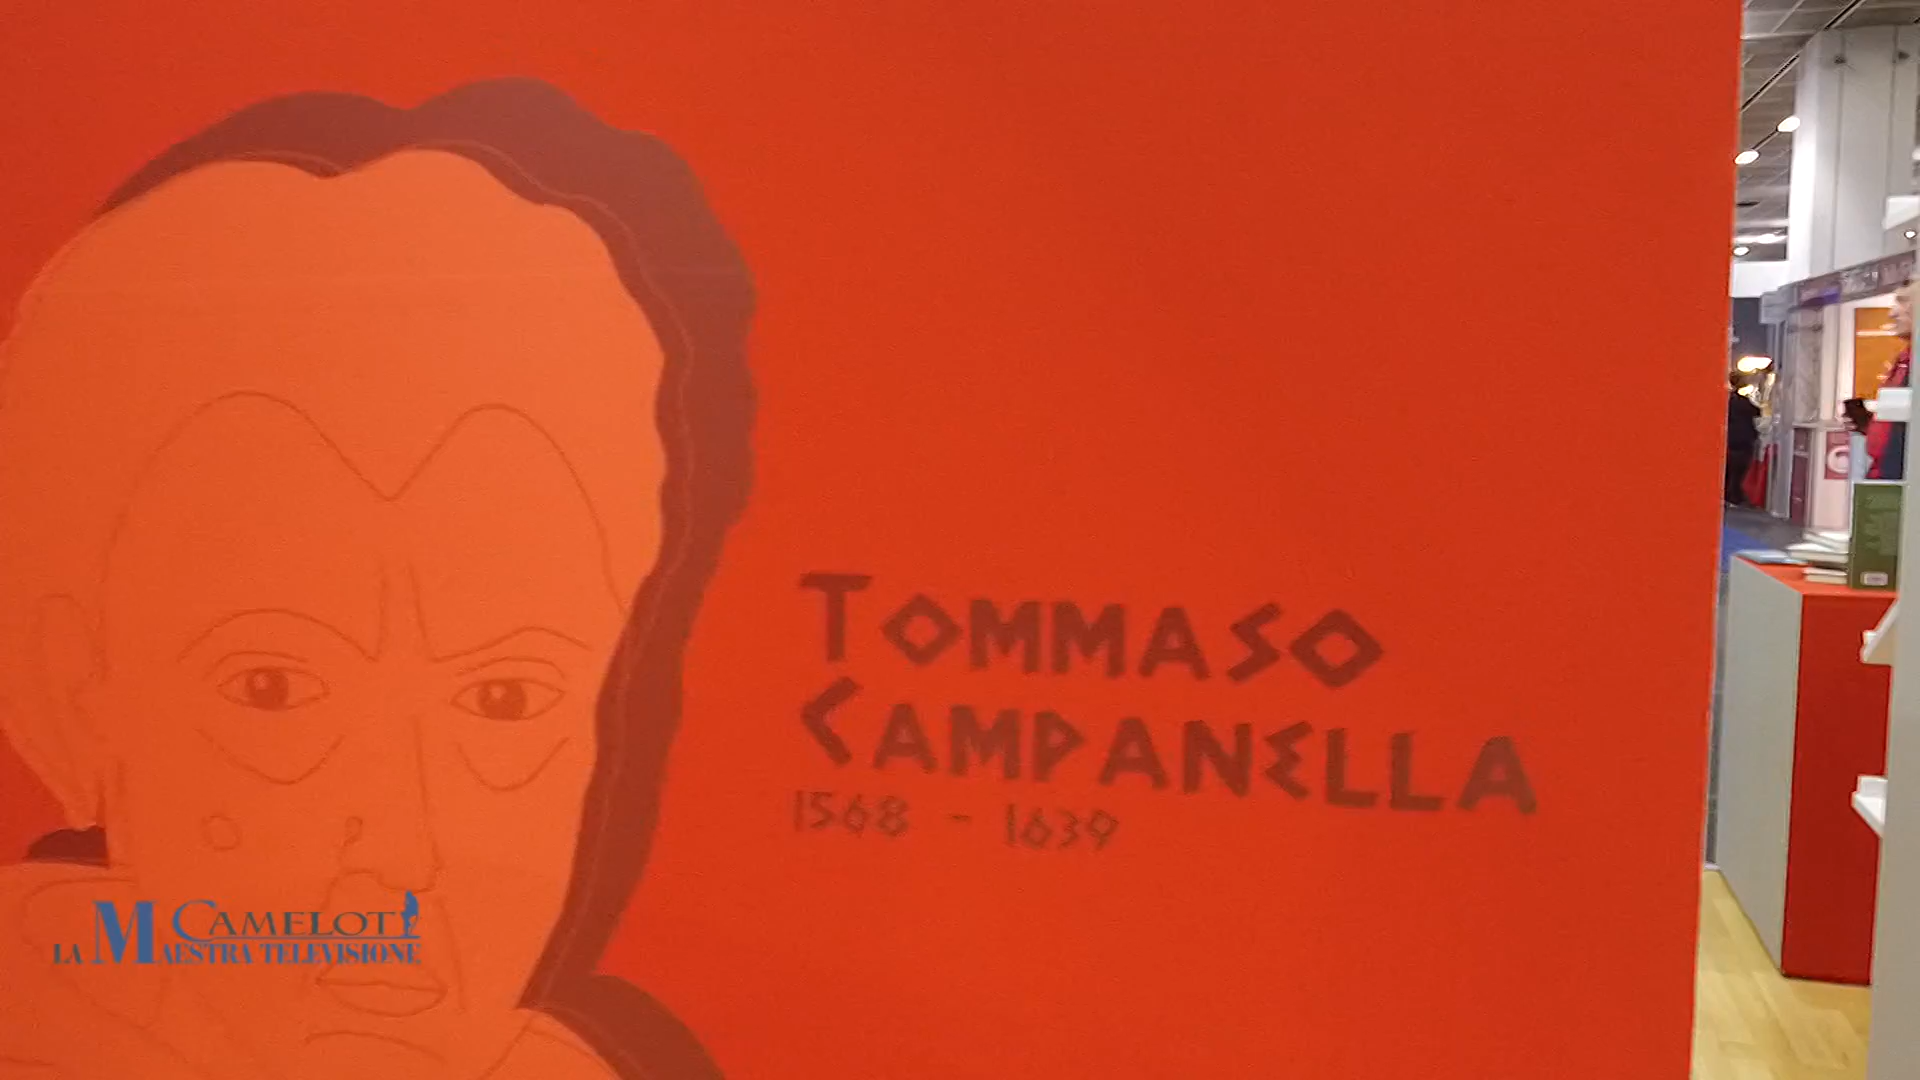 TOMMASO
CAMPANELLA
1568 - 1639
CAMELOT
LA MAESTRA TELEVISIONE